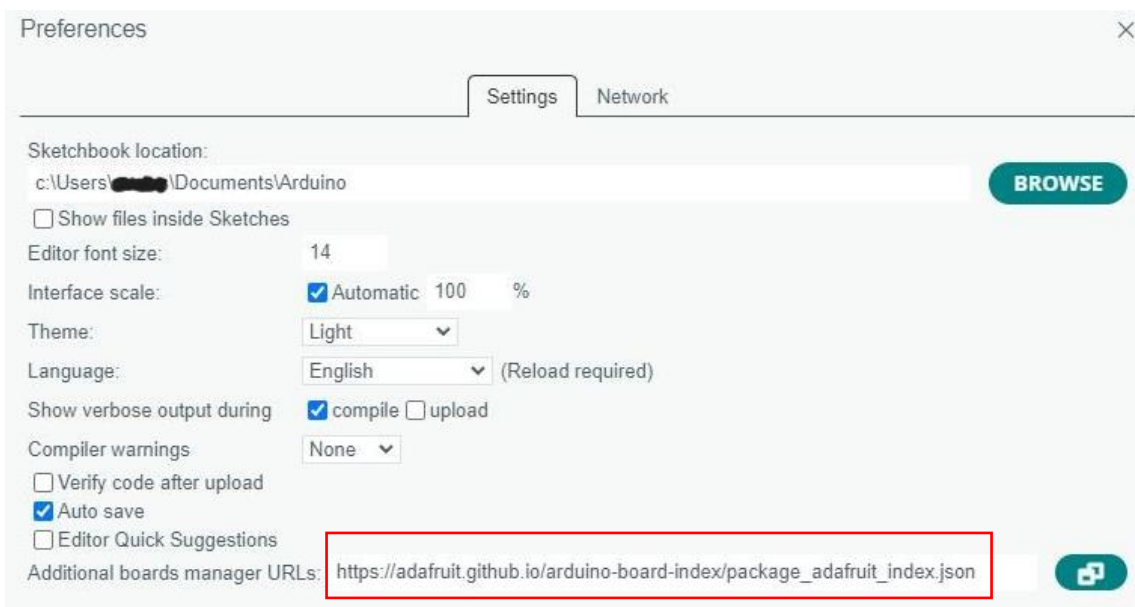 Preferences
Settings Network
Sketchbook location:
c:\Users\ \Documents\Arduino
BROWSE
Show files inside Sketches
Editor font size: 14
Interface scale: Automatic 100 %
Theme: Light
Language: English (Reload required)
Show verbose output during compile upload
Compiler warnings None
Verify code after upload
Auto save
Editor Quick Suggestions
Additional boards manager URLs: https://adafruit.github.io/arduino-board-index/package_adafruit_index.json